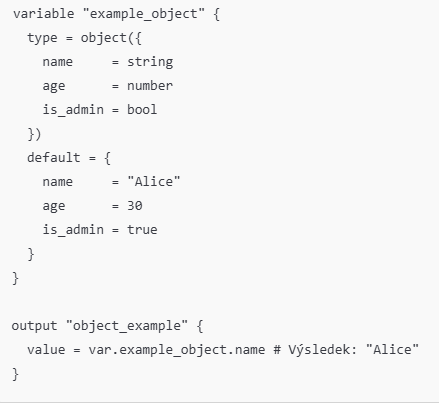 variable "example_object" {
  type = object({
    name     = string
    age      = number
    is_admin = bool
  })
  default = {
    name     = "Alice"
    age      = 30
    is_admin = true
  }
}

output "object_example" {
  value = var.example_object.name # Výsledek: "Alice"
}